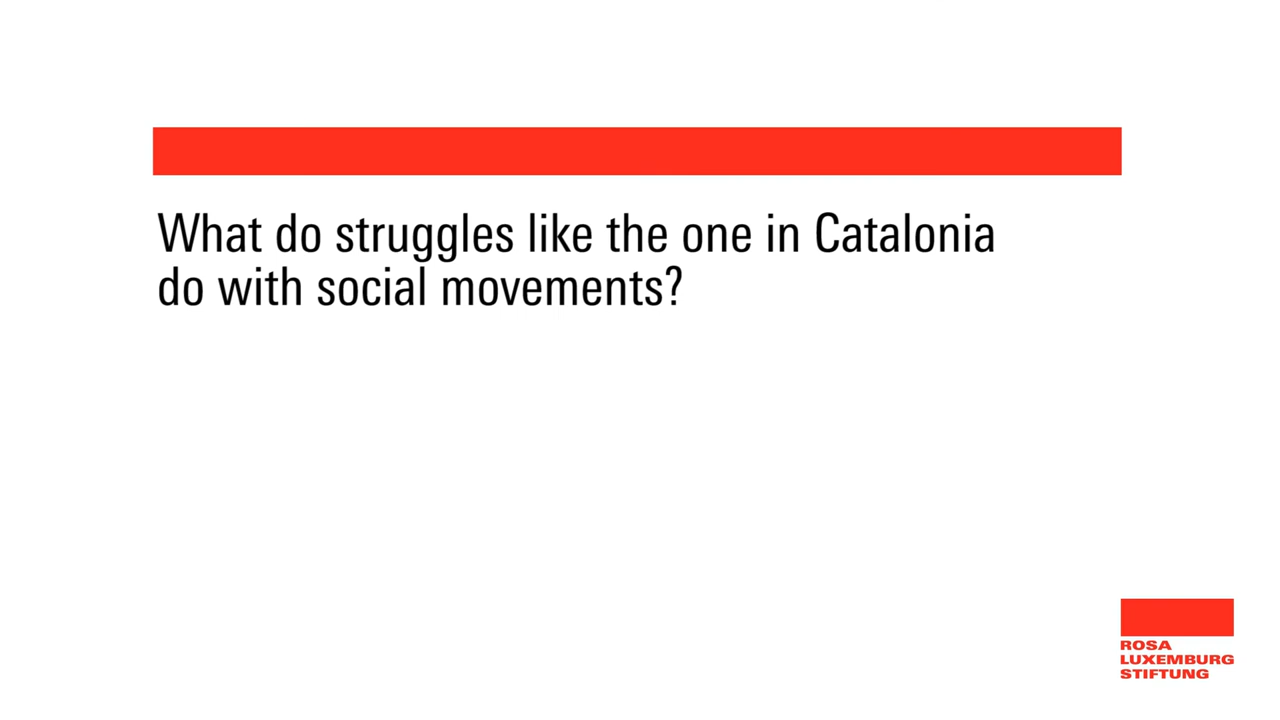 What do struggles like the one in Catalonia
do with social movements?
ROSA
LUXEMBURG
STIFTUNG